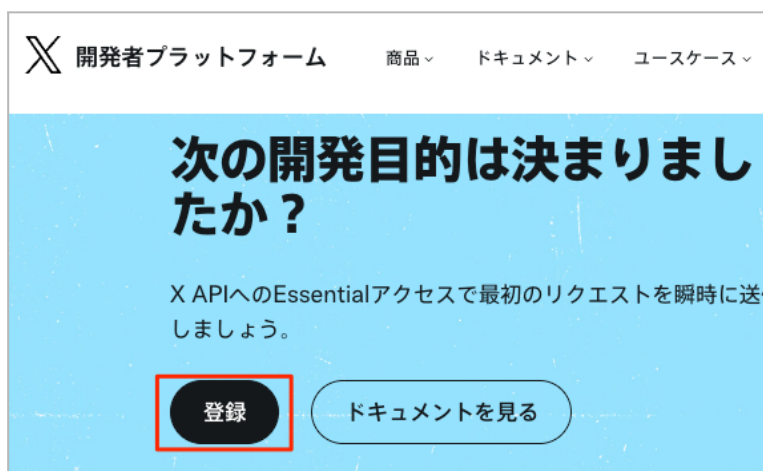 X 開発者プラットフォーム 商品 ドキュメント ユースケース
次の開発目的は決まりまし
たか？
X APIへのEssentialアクセスで最初のリクエストを瞬時に送
しましょう。
登録 ドキュメントを見る